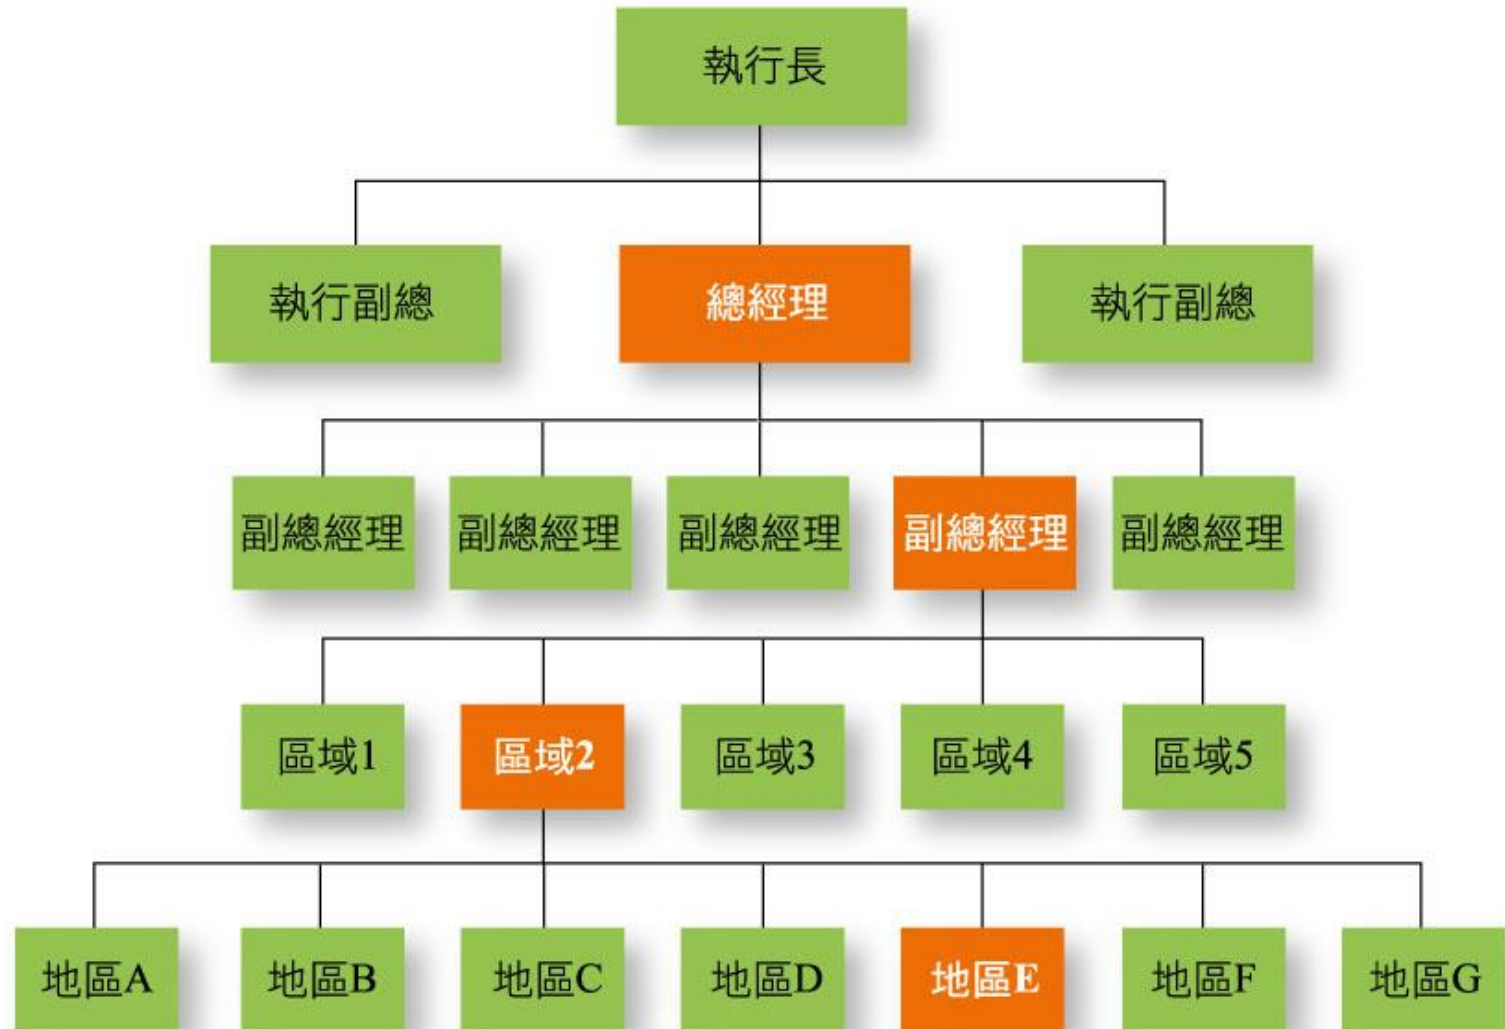 執行長
執行副總
總經理
執行副總
副總經理
副總經理
副總經理
副總經理
副總經理
區域1
區域2
區域3
區域4
區域5
地區A
地區B
地區C
地區D
地區E
地區F
地區G